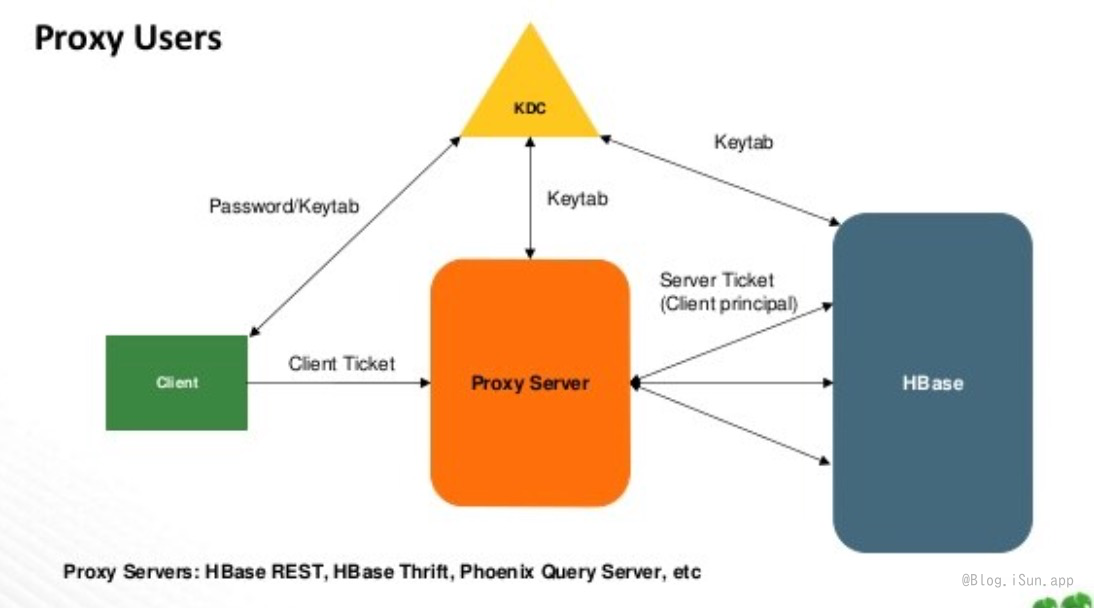 Proxy Users
KDC
Keytab
Password/Keytab
Keytab
Server Ticket
(Client principal)
Client Ticket
Client
Proxy Server
HBase
Proxy Servers: HBase REST, HBase Thrift, Phoenix Query Server, etc
@Blog.iSun.app